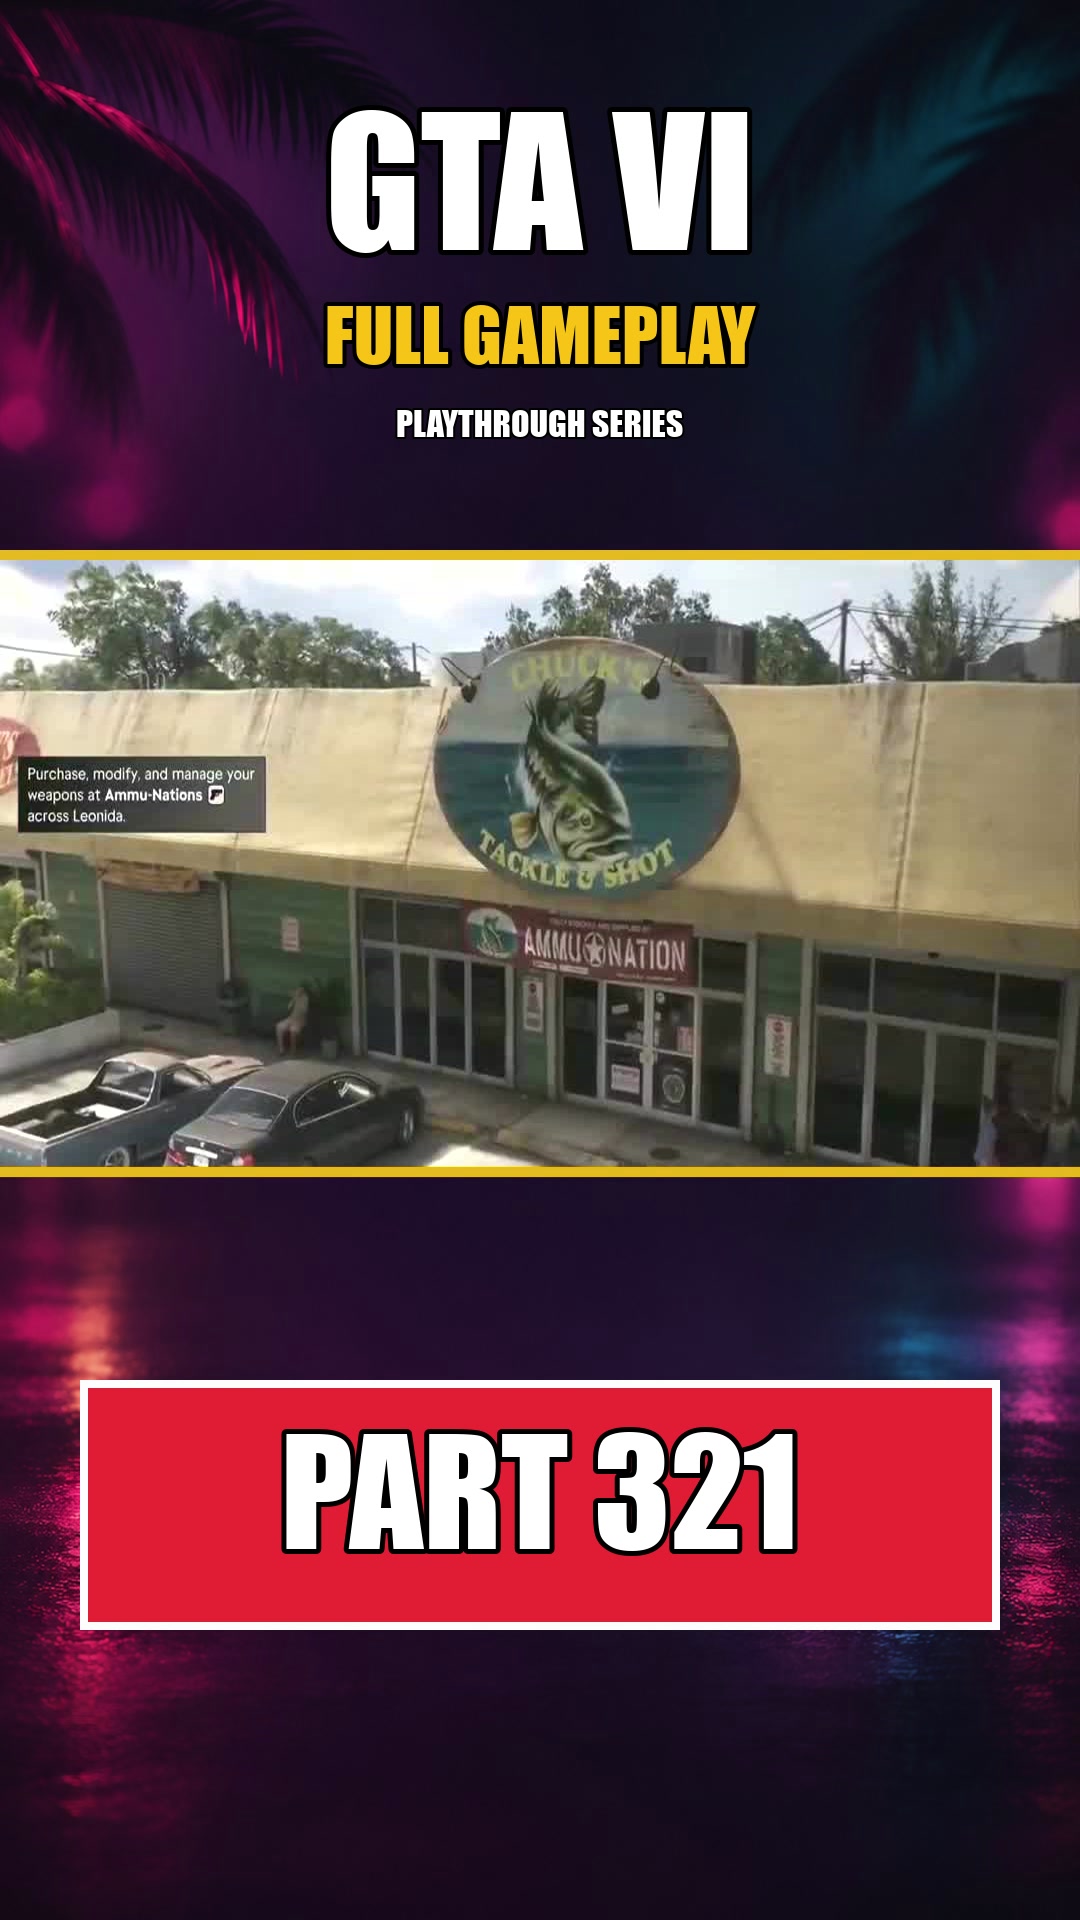 GTA VI
FULL GAMEPLAY
PLAYTHROUGH SERIES
CHUCK'S
Purchase, modify, and manage your
weapons at Ammu-Nations
across Leonida.
TACKLE & SHOT
AMMU NATION
PART 321